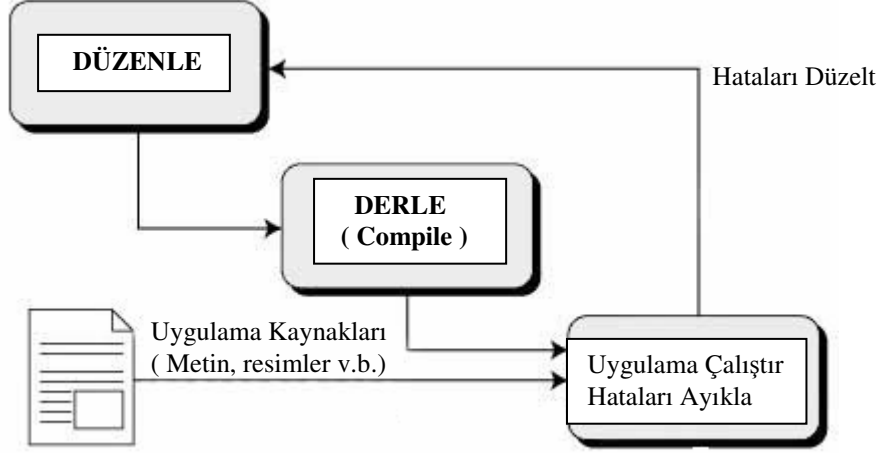 DÜZENLE
Hataları Düzelt
DERLE
( Compile )
Uygulama Kaynakları
( Metin, resimler v.b.)
Uygulama Çalıştır
Hataları Ayıkla